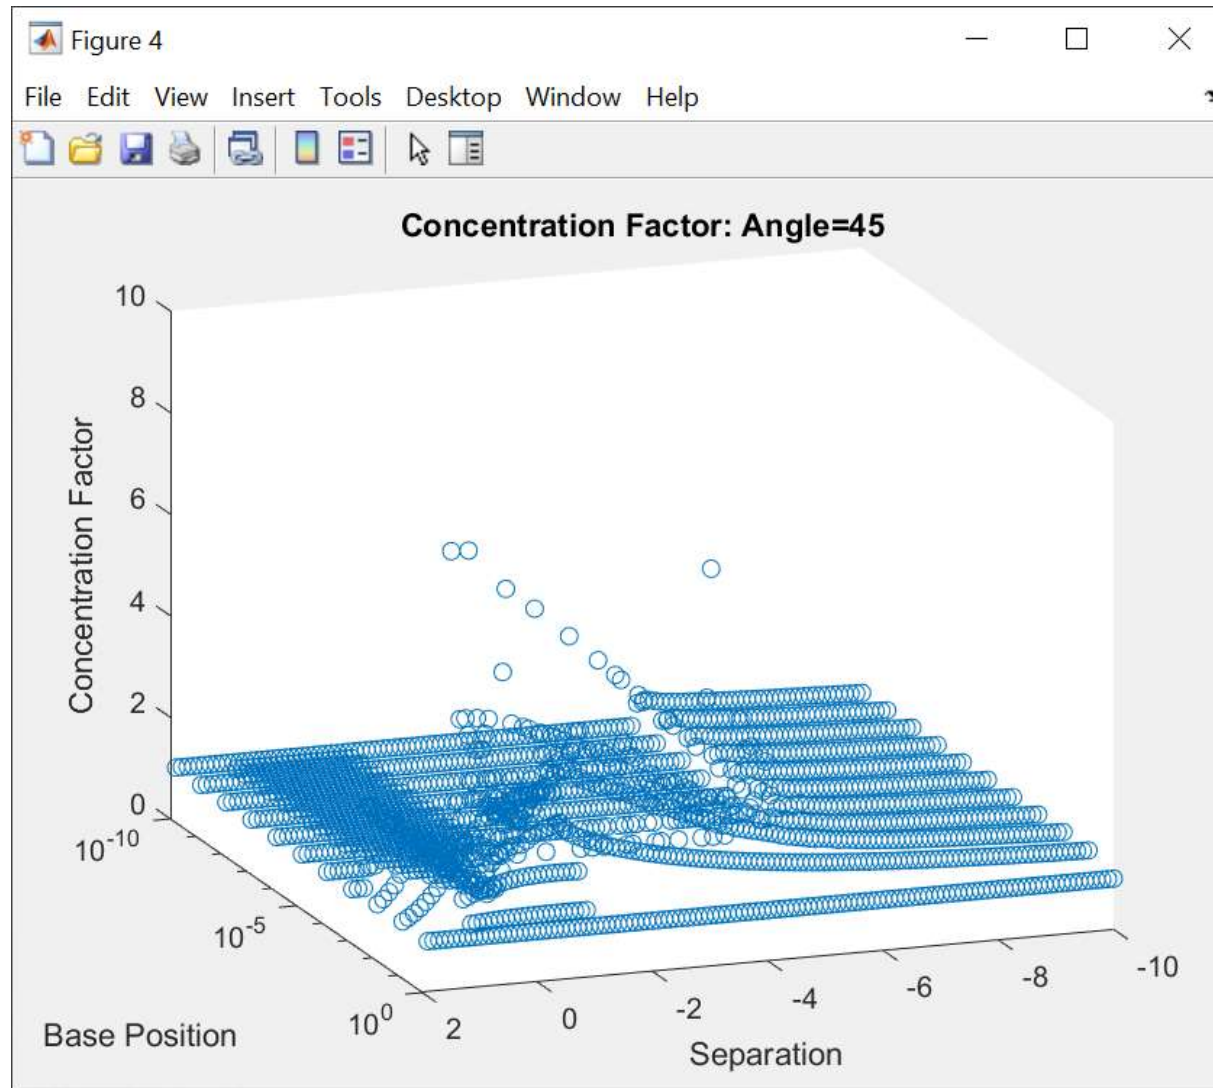 Figure 4
File Edit View Insert Tools Desktop Window Help
Concentration Factor: Angle=45
10
8
6
4
2
0
Concentration Factor
10^-10
10^-5
10^0
Base Position
2
0
-2
-4
-6
-8
-10
Separation